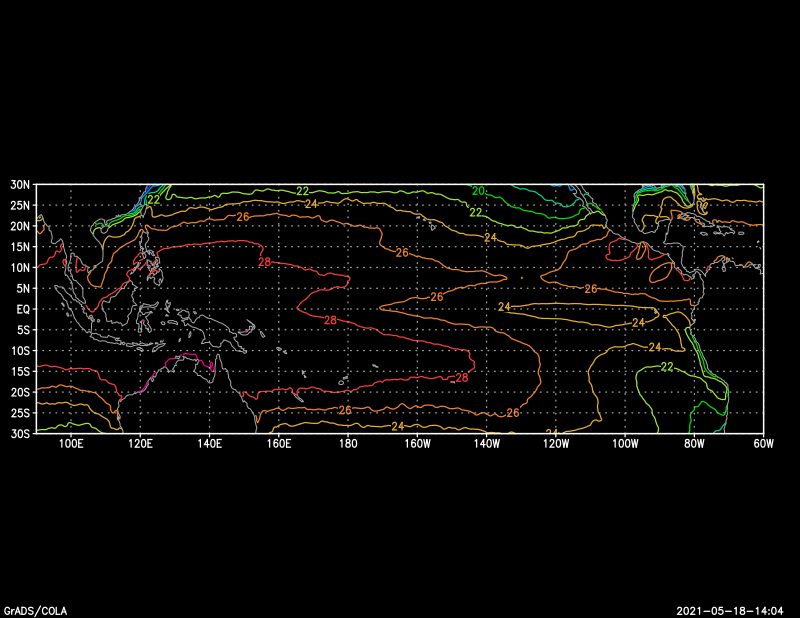 30N 22 20
25N 22 24 22
20N 26 24
15N 26
10N 28
5N 26 26
EQ 24
5S 28 24
10S 24
15S 28 22
20S
25S 26 26
30S 24 24
100E 120E 140E 160E 180 160W 140W 120W 100W 80W 60W
GrADS/COLA 2021-05-18-14:04